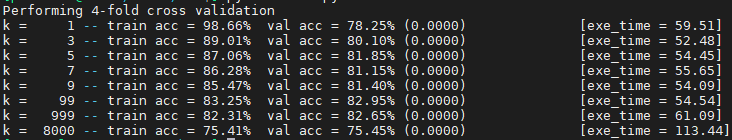 Performing 4-fold cross validation
k =      1 -- train acc = 98.66%  val acc = 78.25% (0.0000)            [exe_time = 59.51]
k =      3 -- train acc = 89.01%  val acc = 80.10% (0.0000)            [exe_time = 52.48]
k =      5 -- train acc = 87.06%  val acc = 81.85% (0.0000)            [exe_time = 54.45]
k =      7 -- train acc = 86.28%  val acc = 81.15% (0.0000)            [exe_time = 55.65]
k =      9 -- train acc = 85.47%  val acc = 81.40% (0.0000)            [exe_time = 54.09]
k =     99 -- train acc = 83.25%  val acc = 82.95% (0.0000)            [exe_time = 54.54]
k =    999 -- train acc = 82.31%  val acc = 82.65% (0.0000)            [exe_time = 61.09]
k =   8000 -- train acc = 75.41%  val acc = 75.45% (0.0000)            [exe_time = 113.44]